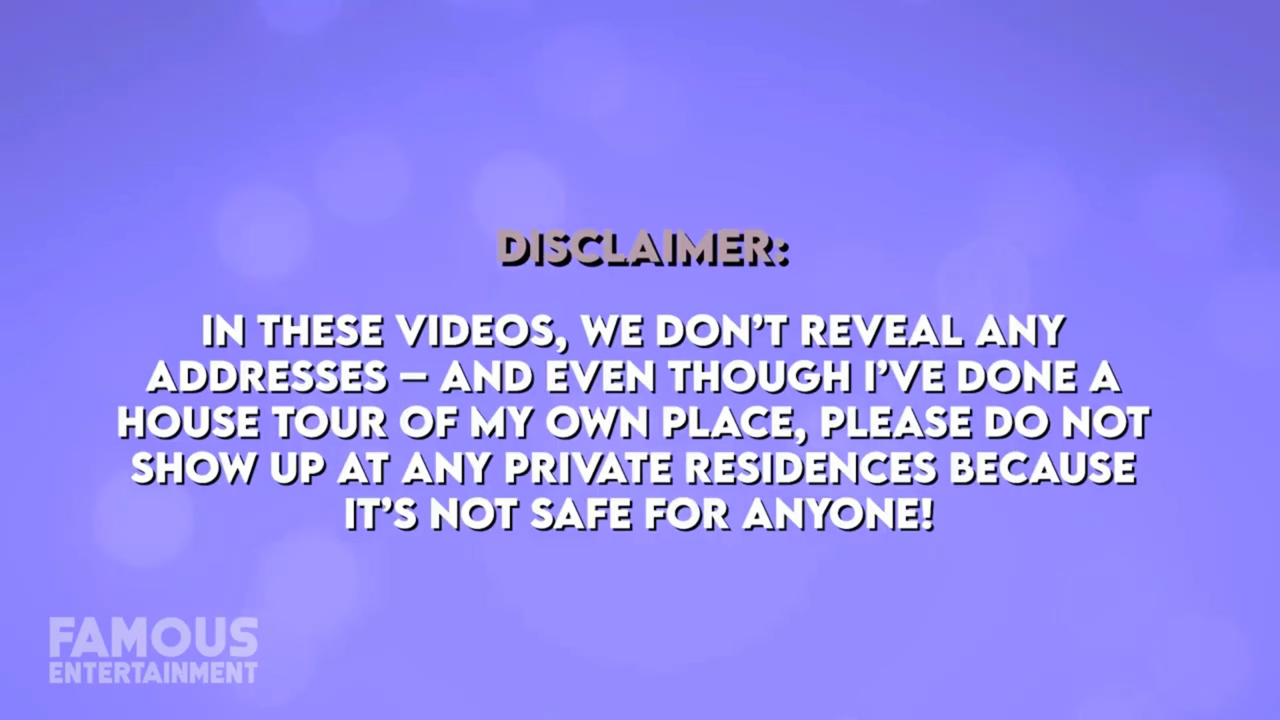 DISCLAIMER:
IN THESE VIDEOS, WE DON'T REVEAL ANY
ADDRESSES – AND EVEN THOUGH I'VE DONE A
HOUSE TOUR OF MY OWN PLACE, PLEASE DO NOT
SHOW UP AT ANY PRIVATE RESIDENCES BECAUSE
IT'S NOT SAFE FOR ANYONE!
FAMOUS
ENTERTAINMENT